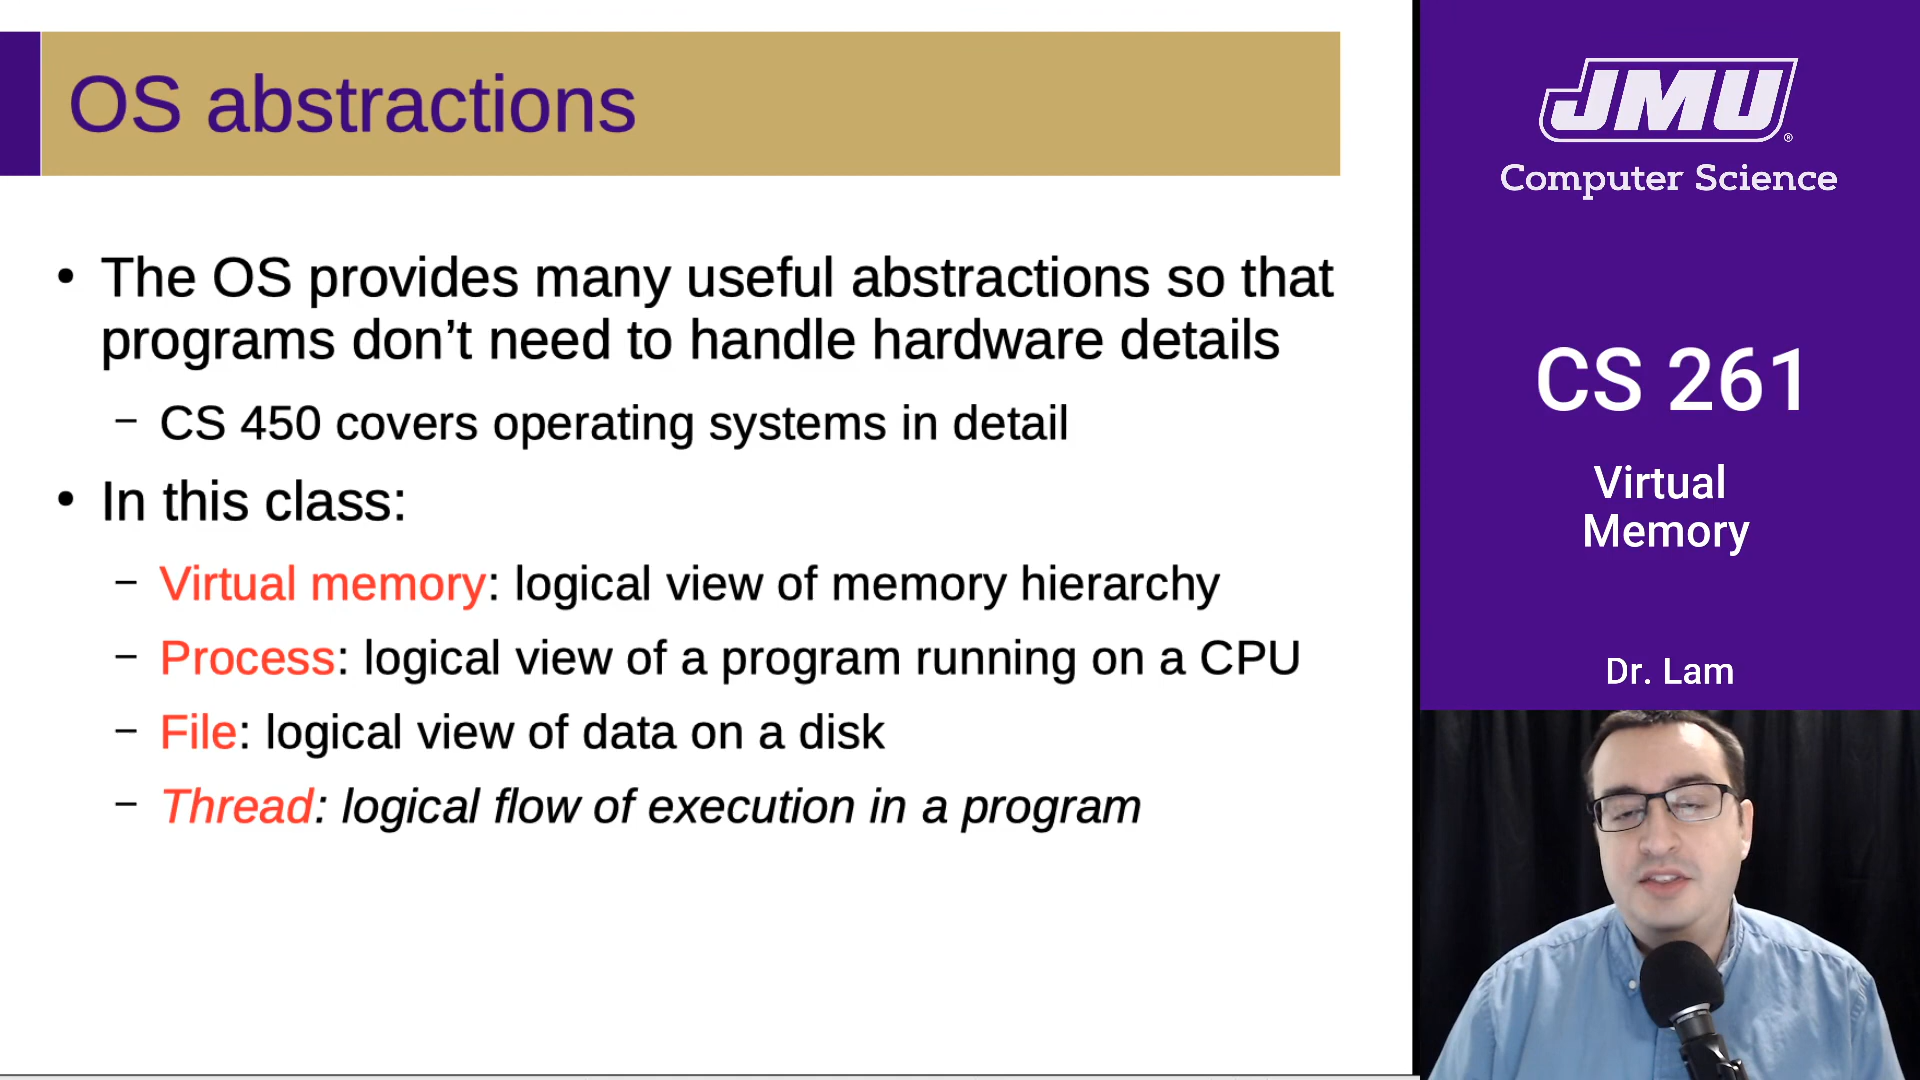 OS abstractions
• The OS provides many useful abstractions so that
programs don’t need to handle hardware details
– CS 450 covers operating systems in detail
• In this class:
– Virtual memory: logical view of memory hierarchy
– Process: logical view of a program running on a CPU
– File: logical view of data on a disk
– Thread: logical flow of execution in a program
JMU®
Computer Science
CS 261
Virtual
Memory
Dr. Lam